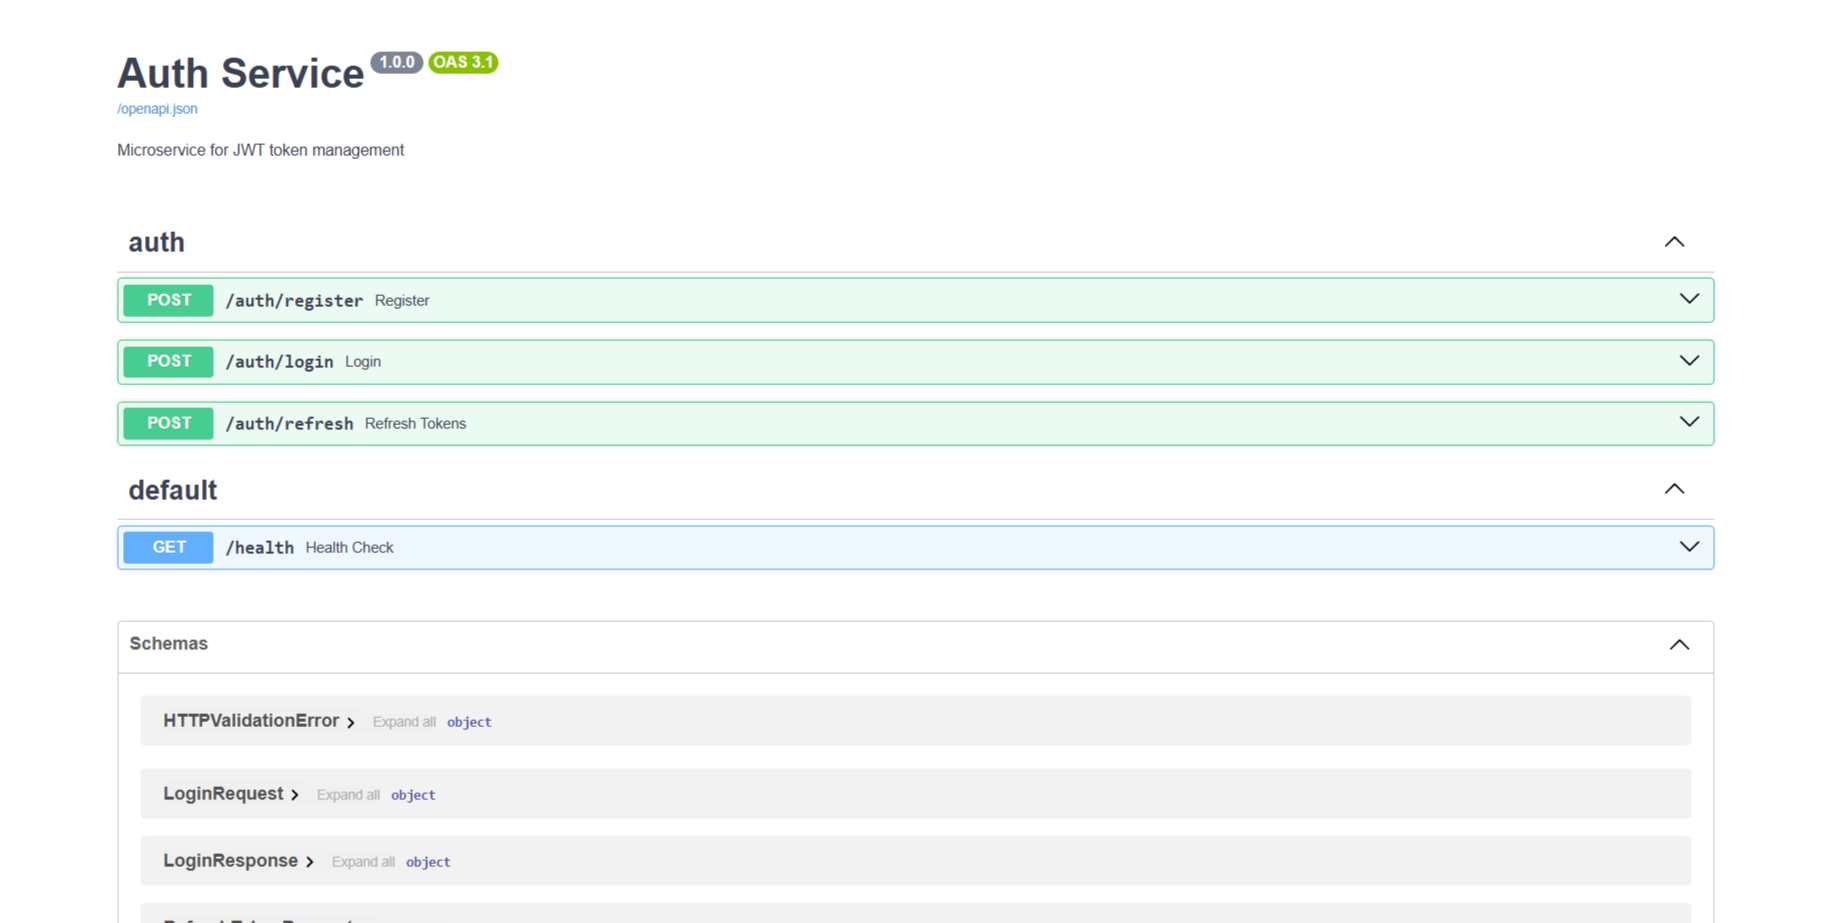 Auth Service 1.0.0 OAS 3.1
/openapi.json
Microservice for JWT token management
auth
POST /auth/register Register
POST /auth/login Login
POST /auth/refresh Refresh Tokens
default
GET /health Health Check
Schemas
HTTPValidationError Expand all object
LoginRequest Expand all object
LoginResponse Expand all object